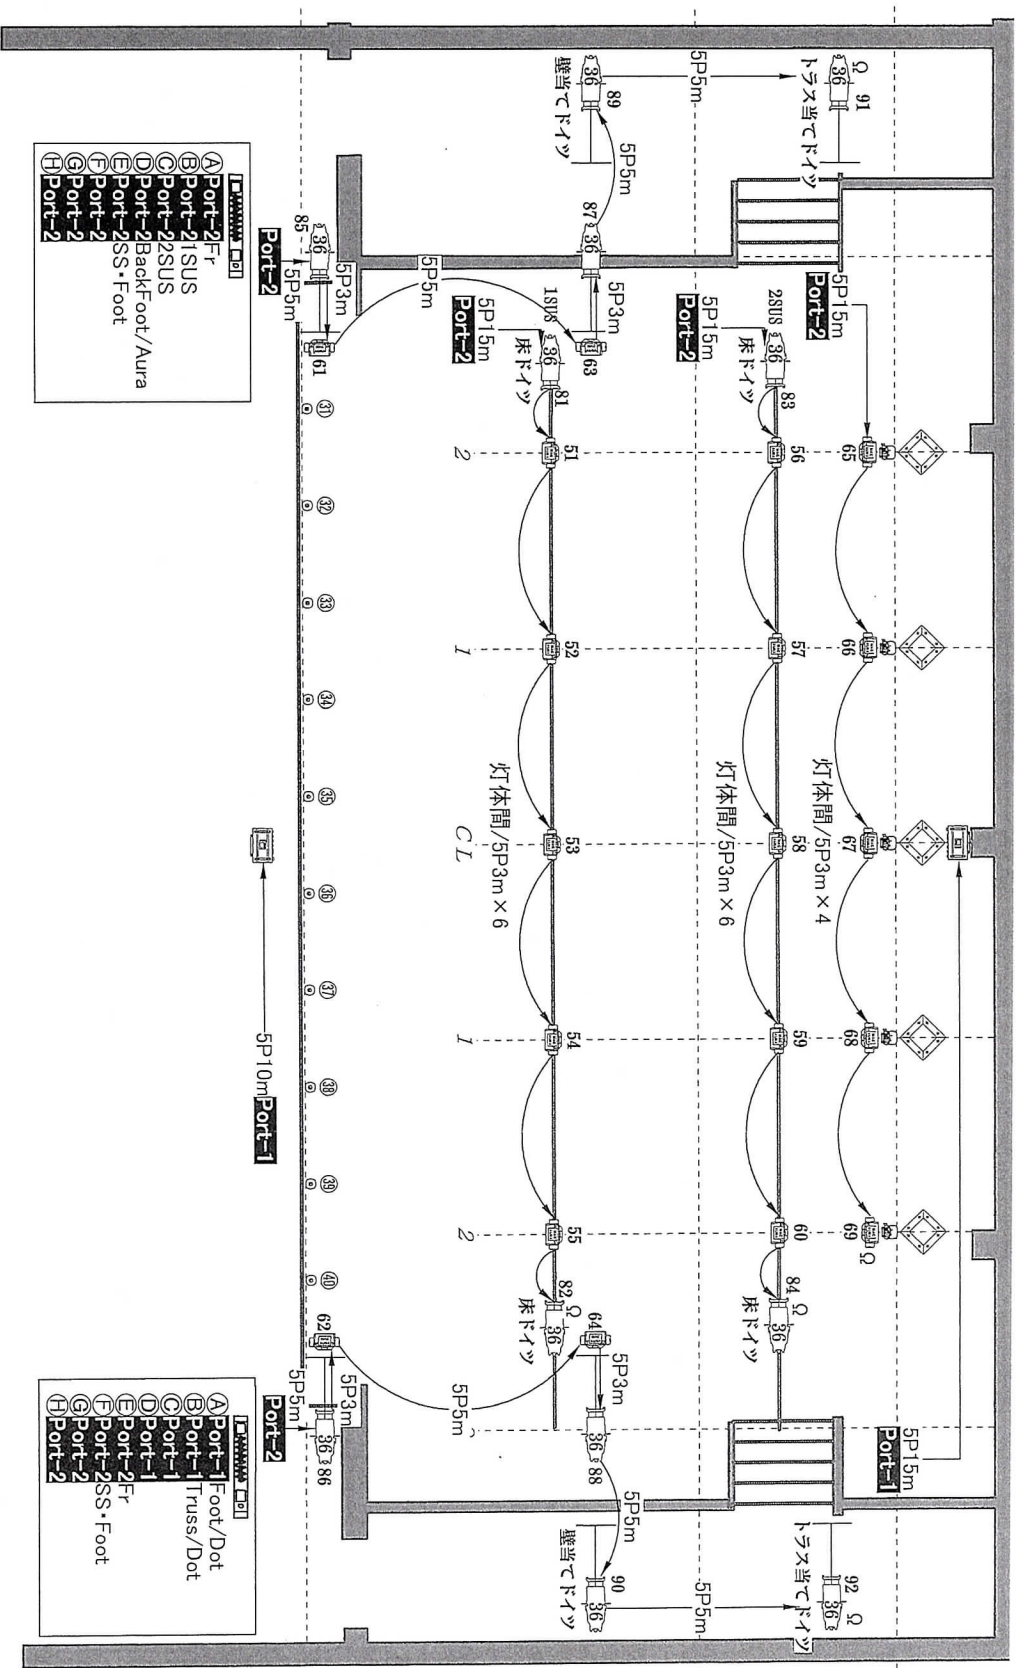 5P15m
Port-1
Ω
91
36
トラス当てドイツ
5P15m
Port-2
65
66
67
68
69
Ω
92
Ω
36
トラス当てドイツ
灯体間/5P3m×4
2SUS
36
83
床ドイツ
56
57
58
59
60
84
Ω
36
床ドイツ
5P15m
Port-2
灯体間/5P3m×6
5P5m
5P5m
89
36
壁当てドイツ
5P5m
87
36
5P3m
63
64
5P3m
36
88
5P5m
90
36
壁当てドイツ
1SUS
36
81
床ドイツ
51
52
53
54
55
82
Ω
36
床ドイツ
5P15m
Port-2
灯体間/5P3m×6
2
1
CL
1
2
5P5m
5P5m
85
36
5P3m
5P5m
Port-2
61
㉛
㉜
㉝
㉞
㉟
㊱
㊲
㊳
㊴
㊵
62
5P3m
5P5m
36
86
Port-2
5P10m Port-1
Ⓐ Port-2 Fr
Ⓑ Port-2 1SUS
Ⓒ Port-2 2SUS
Ⓓ Port-2 BackFoot/Aura
Ⓔ Port-2 SS・Foot
Ⓕ Port-2
Ⓖ Port-2
Ⓗ Port-2
Ⓐ Port-1 Foot/Dot
Ⓑ Port-1 Truss/Dot
Ⓒ Port-1
Ⓓ Port-1
Ⓔ Port-2 Fr
Ⓕ Port-2 SS・Foot
Ⓖ Port-2
Ⓗ Port-2